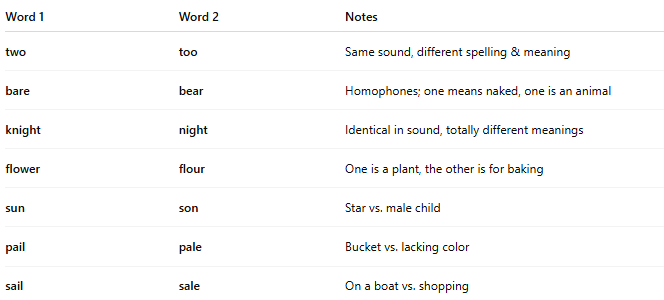 Word 1 Word 2 Notes
two too Same sound, different spelling & meaning
bare bear Homophones; one means naked, one is an animal
knight night Identical in sound, totally different meanings
flower flour One is a plant, the other is for baking
sun son Star vs. male child
pail pale Bucket vs. lacking color
sail sale On a boat vs. shopping